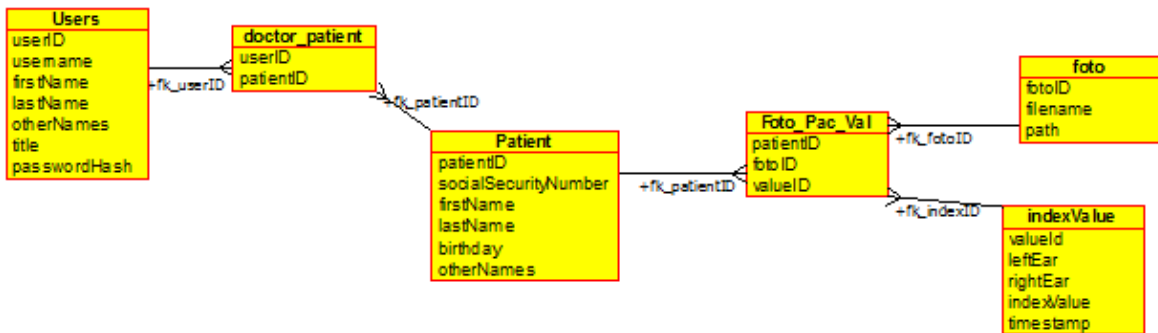 Users
userID
username
firstName
lastName
otherNames
title
passwordHash
+fk_userID
doctor_patient
userID
patientID
+fk_patientID
Patient
patientID
socialSecurityNumber
firstName
lastName
birthday
otherNames
+fk_patientID
Foto_Pac_Val
patientID
fotoID
valueID
+fk_fotoID
foto
fotoID
filename
path
+fk_indexID
indexValue
valueId
leftEar
rightEar
indexValue
timestamp